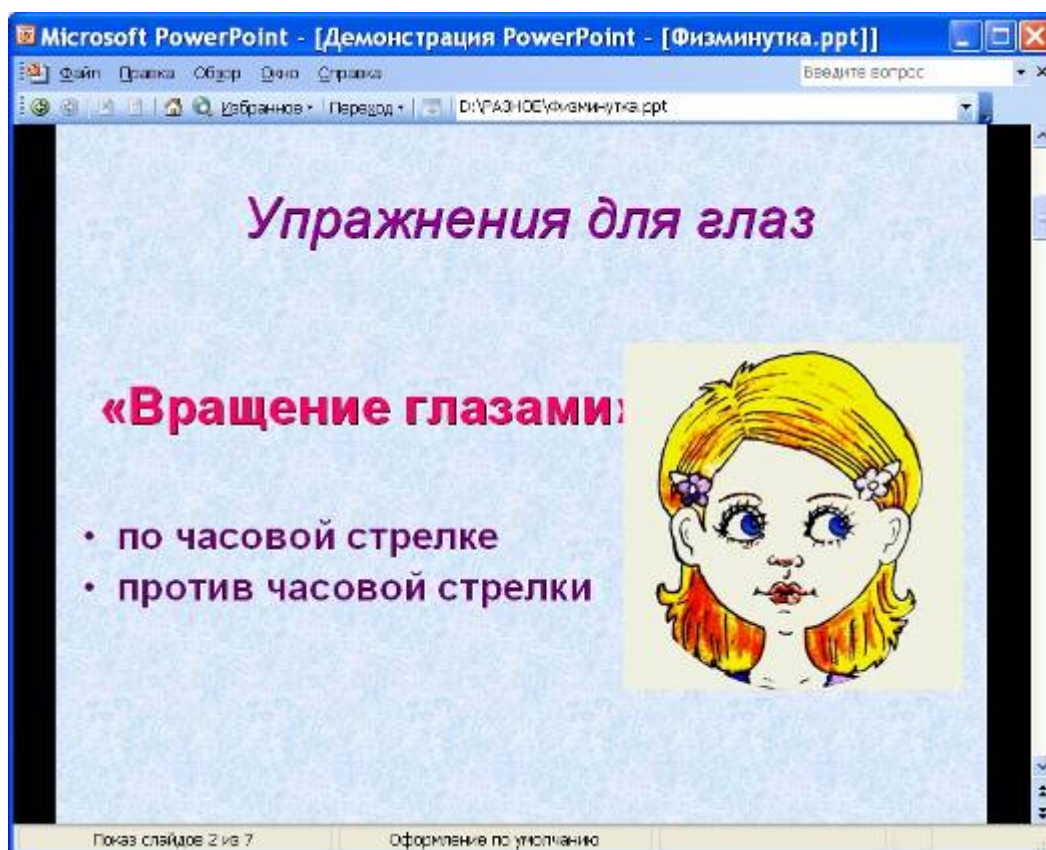 Microsoft PowerPoint - [Демонстрация PowerPoint - [Физминутка.ppt]]
Файл Правка Обзор Окно Справка Введите вопрос
Избранное Переход D:\РАЗНОЕ\Физминутка.ppt
Упражнения для глаз
«Вращение глазами»
• по часовой стрелке
• против часовой стрелки
Показ слайдов 2 из 7 Оформление по умолчанию